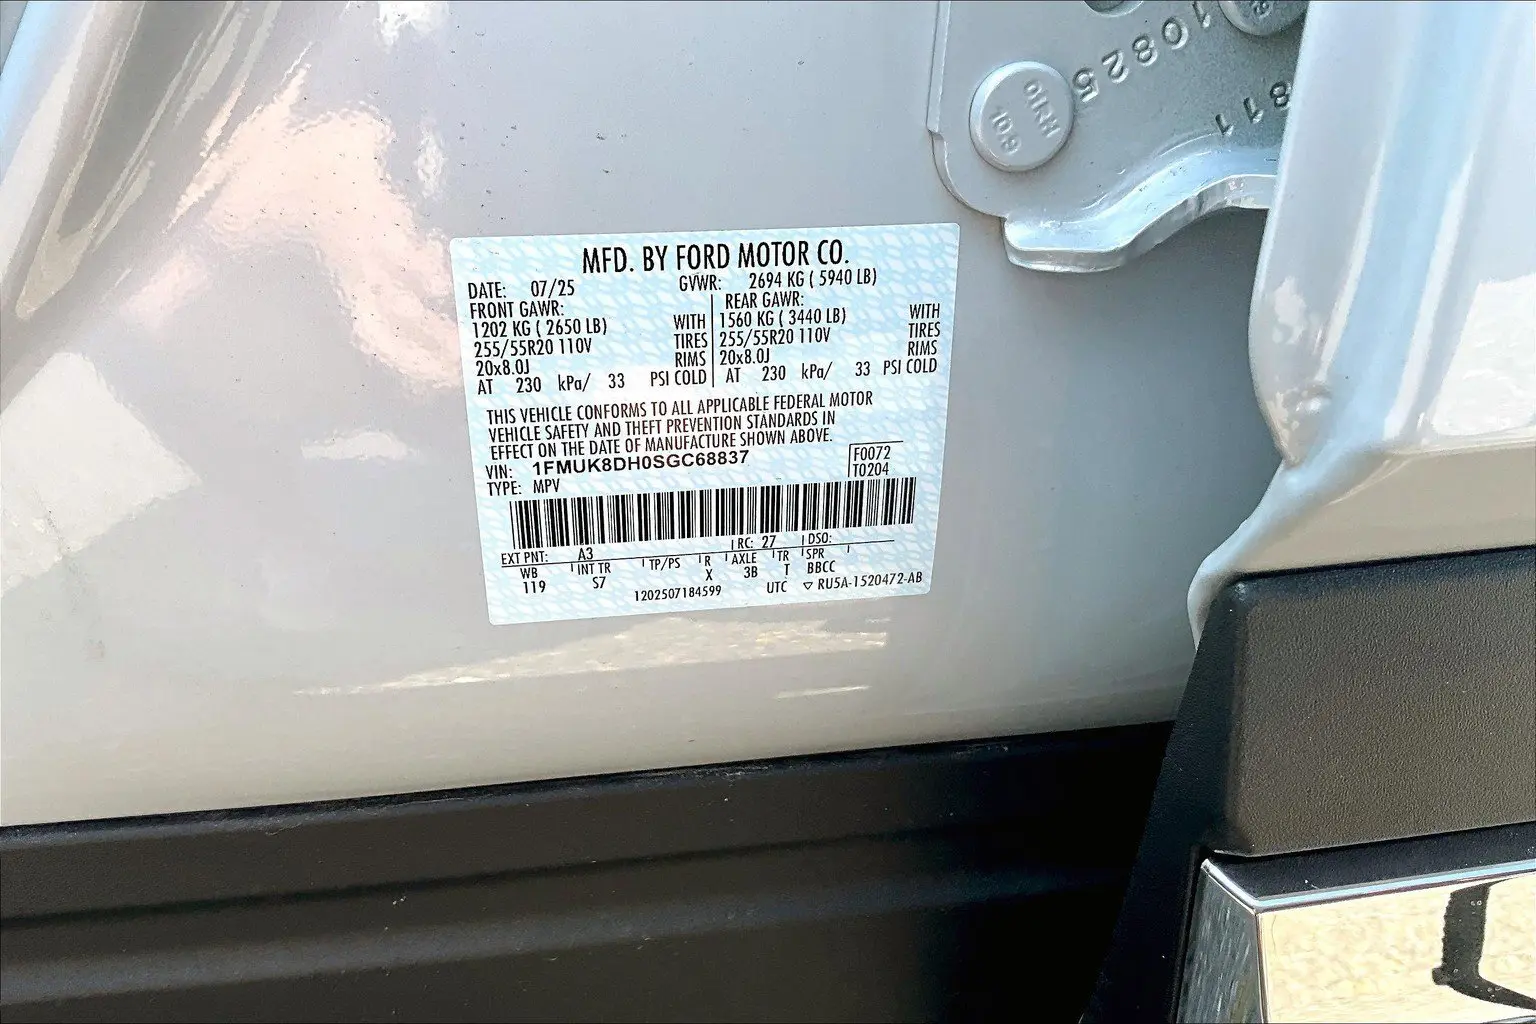 MFD. BY FORD MOTOR CO.
DATE: 07/25 GVWR: 2694 KG ( 5940 LB)
FRONT GAWR: REAR GAWR:
1202 KG ( 2650 LB) WITH 1560 KG ( 3440 LB) WITH
255/55R20 110V TIRES 255/55R20 110V TIRES
20x8.0J RIMS 20x8.0J RIMS
AT 230 kPa/ 33 PSI COLD AT 230 kPa/ 33 PSI COLD
THIS VEHICLE CONFORMS TO ALL APPLICABLE FEDERAL MOTOR
VEHICLE SAFETY AND THEFT PREVENTION STANDARDS IN
EFFECT ON THE DATE OF MANUFACTURE SHOWN ABOVE.
VIN: 1FMUK8DH0SGC68837 F0072
TYPE: MPV T0204
EXT PNT: A3 RC: 27 DSO:
WB INT TR TP/PS R AXLE TR SPR
119 S7 X 3B T BBCC
1202507184599 UTC ▽ RU5A-1520472-AB
10825
811